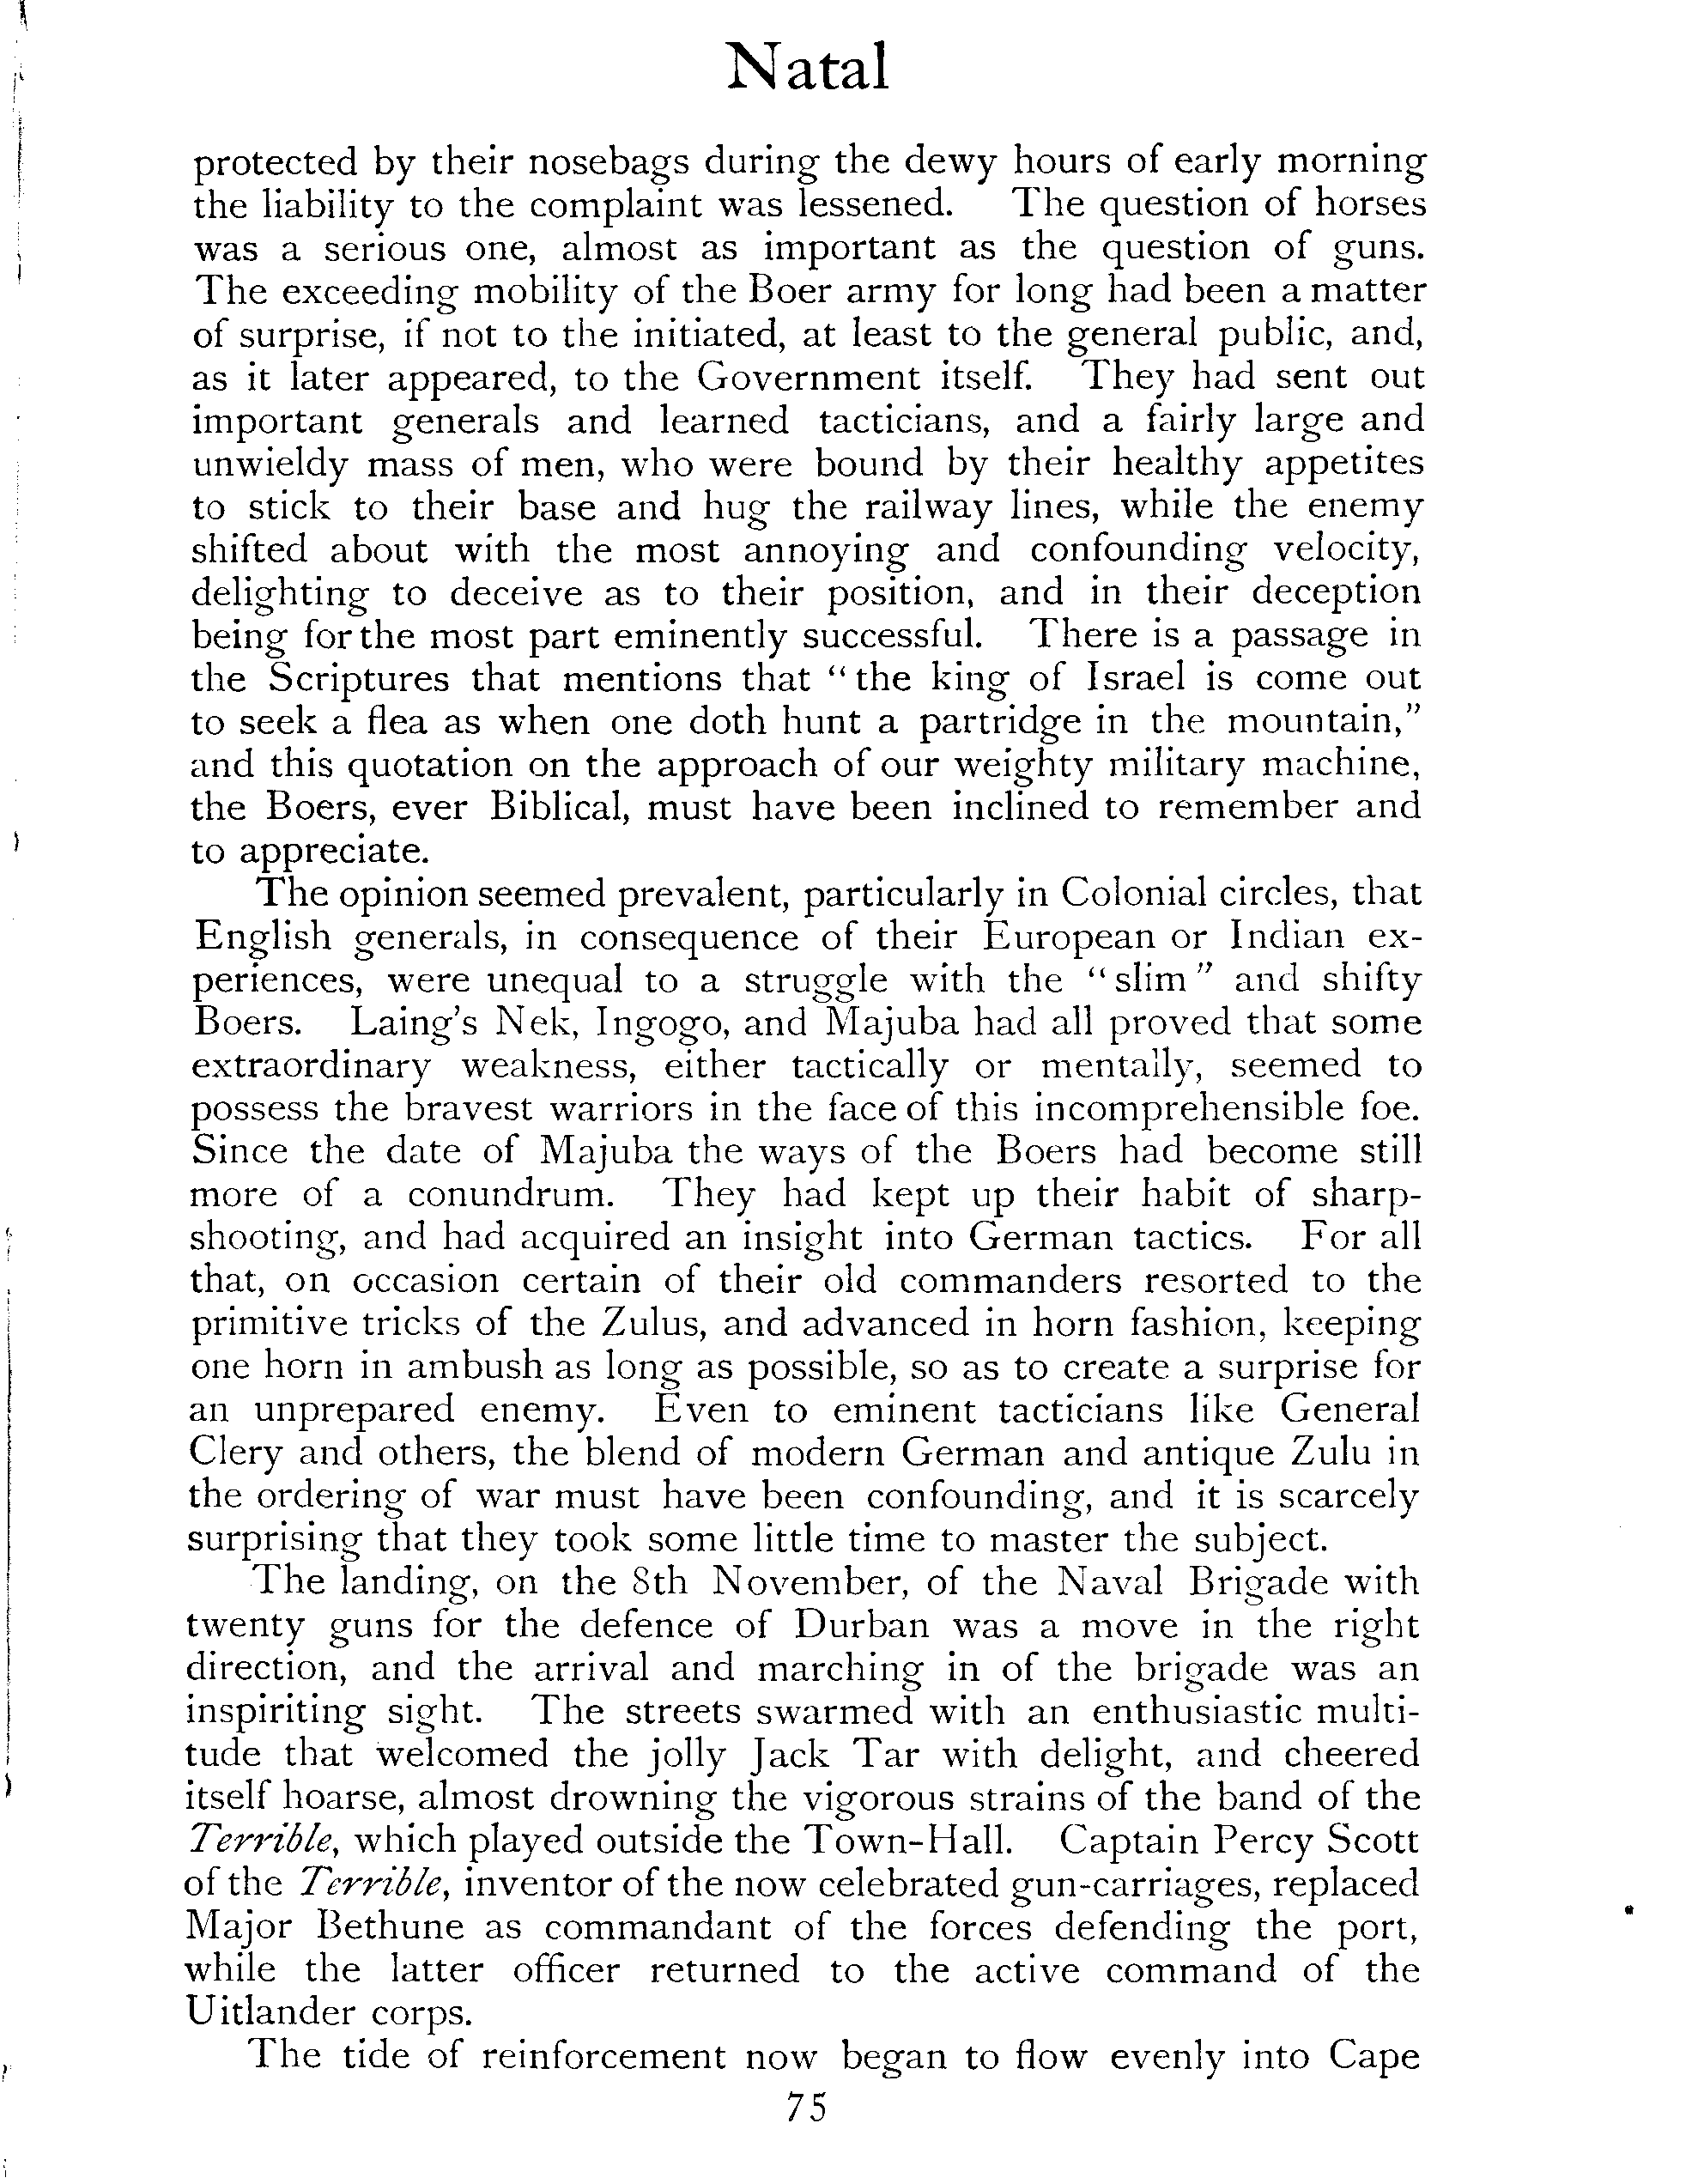 Natal
protected by their nosebags during the dewy hours of early morning
the liability to the complaint was lessened. The question of horses
was a serious one, almost as important as the question of guns.
The exceeding mobility of the Boer army for long had been a matter
of surprise, if not to the initiated, at least to the general public, and,
as it later appeared, to the Government itself. They had sent out
important generals and learned tacticians, and a fairly large and
unwieldy mass of men, who were bound by their healthy appetites
to stick to their base and hug the railway lines, while the enemy
shifted about with the most annoying and confounding velocity,
delighting to deceive as to their position, and in their deception
being for the most part eminently successful. There is a passage in
the Scriptures that mentions that “the king of Israel is come out
to seek a flea as when one doth hunt a partridge in the mountain,”
and this quotation on the approach of our weighty military machine,
the Boers, ever Biblical, must have been inclined to remember and
to appreciate.
The opinion seemed prevalent, particularly in Colonial circles, that
English generals, in consequence of their European or Indian ex-
periences, were unequal to a struggle with the “slim” and shifty
Boers. Laing's Nek, Ingogo, and Majuba had all proved that some
extraordinary weakness, either tactically or mentally, seemed to
possess the bravest warriors in the face of this incomprehensible foe.
Since the date of Majuba the ways of the Boers had become still
more of a conundrum. They had kept up their habit of sharp-
shooting, and had acquired an insight into German tactics. For all
that, on occasion certain of their old commanders resorted to the
primitive tricks of the Zulus, and advanced in horn fashion, keeping
one horn in ambush as long as possible, so as to create a surprise for
an unprepared enemy. Even to eminent tacticians like General
Clery and others, the blend of modern German and antique Zulu in
the ordering of war must have been confounding, and it is scarcely
surprising that they took some little time to master the subject.
The landing, on the 8th November, of the Naval Brigade with
twenty guns for the defence of Durban was a move in the right
direction, and the arrival and marching in of the brigade was an
inspiriting sight. The streets swarmed with an enthusiastic multi-
tude that welcomed the jolly Jack Tar with delight, and cheered
itself hoarse, almost drowning the vigorous strains of the band of the
Terrible, which played outside the Town-Hall. Captain Percy Scott
of the Terrible, inventor of the now celebrated gun-carriages, replaced
Major Bethune as commandant of the forces defending the port,
while the latter officer returned to the active command of the
Uitlander corps.
The tide of reinforcement now began to flow evenly into Cape
75